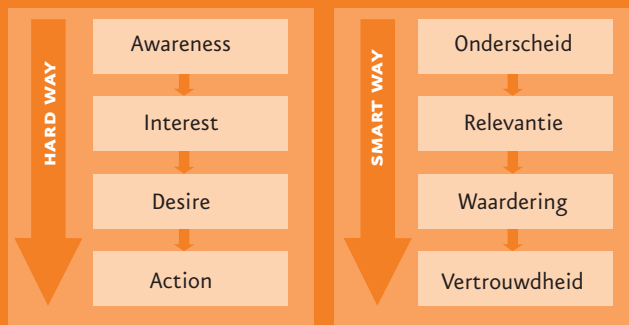 HARD WAY
Awareness
Interest
Desire
Action
SMART WAY
Onderscheid
Relevantie
Waardering
Vertrouwdheid